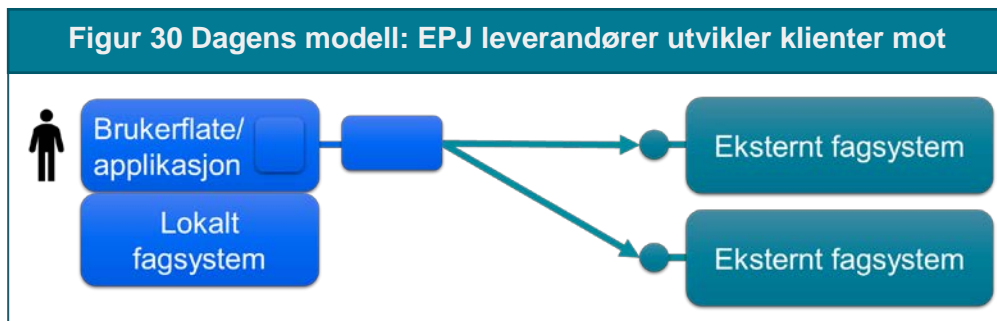 Figur 30 Dagens modell: EPJ leverandører utvikler klienter mot
Brukerflate/
applikasjon
Lokalt
fagsystem
Eksternt fagsystem
Eksternt fagsystem